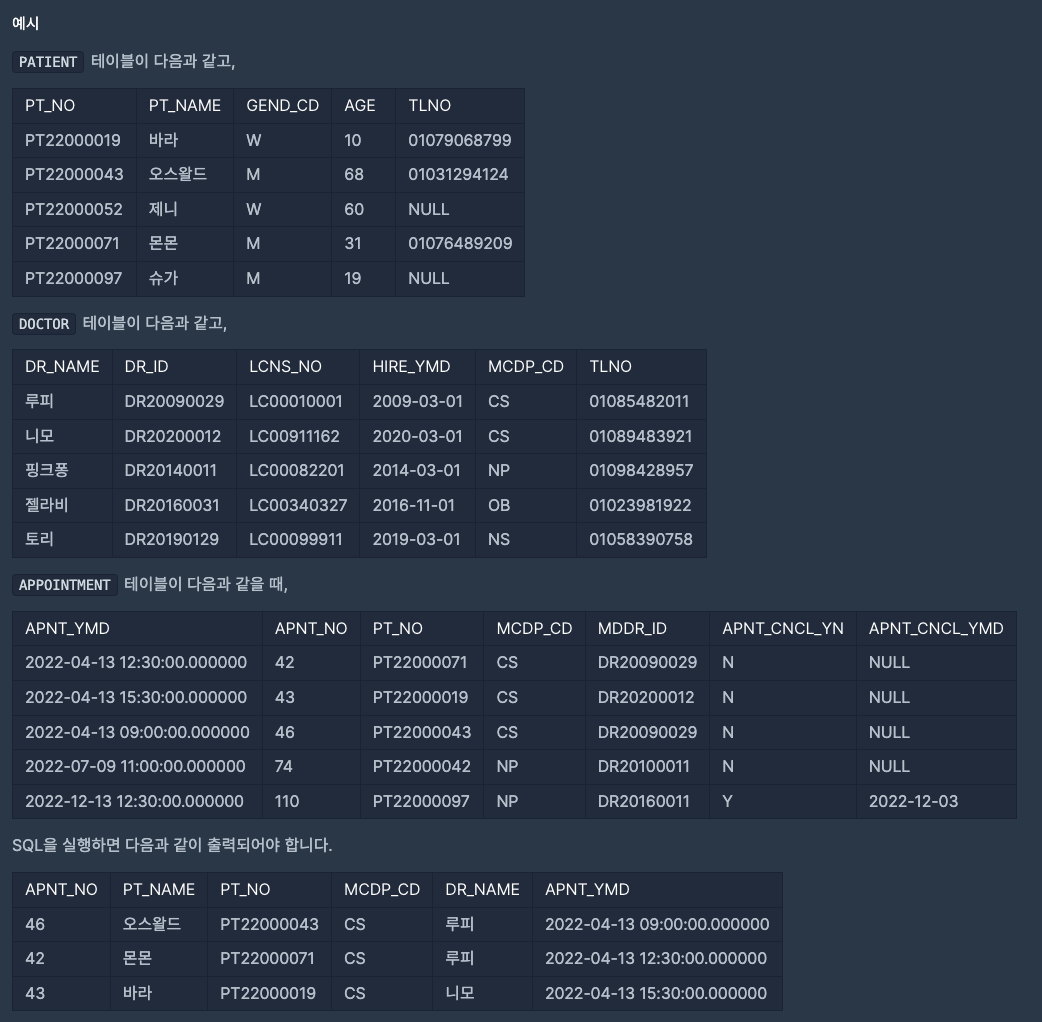 예시
PATIENT 테이블이 다음과 같고,
PT_NO PT_NAME GEND_CD AGE TLNO
PT22000019 바라 W 10 01079068799
PT22000043 오스왈드 M 68 01031294124
PT22000052 제니 W 60 NULL
PT22000071 몬몬 M 31 01076489209
PT22000097 슈가 M 19 NULL
DOCTOR 테이블이 다음과 같고,
DR_NAME DR_ID LCNS_NO HIRE_YMD MCDP_CD TLNO
루피 DR20090029 LC00010001 2009-03-01 CS 01085482011
니모 DR20200012 LC00911162 2020-03-01 CS 01089483921
핑크퐁 DR20140011 LC00082201 2014-03-01 NP 01098428957
젤라비 DR20160031 LC00340327 2016-11-01 OB 01023981922
토리 DR20190129 LC00099911 2019-03-01 NS 01058390758
APPOINTMENT 테이블이 다음과 같을 때,
APNT_YMD APNT_NO PT_NO MCDP_CD MDDR_ID APNT_CNCL_YN APNT_CNCL_YMD
2022-04-13 12:30:00.000000 42 PT22000071 CS DR20090029 N NULL
2022-04-13 15:30:00.000000 43 PT22000019 CS DR20200012 N NULL
2022-04-13 09:00:00.000000 46 PT22000043 CS DR20090029 N NULL
2022-07-09 11:00:00.000000 74 PT22000042 NP DR20100011 N NULL
2022-12-13 12:30:00.000000 110 PT22000097 NP DR20160011 Y 2022-12-03
SQL을 실행하면 다음과 같이 출력되어야 합니다.
APNT_NO PT_NAME PT_NO MCDP_CD DR_NAME APNT_YMD
46 오스왈드 PT22000043 CS 루피 2022-04-13 09:00:00.000000
42 몬몬 PT22000071 CS 루피 2022-04-13 12:30:00.000000
43 바라 PT22000019 CS 니모 2022-04-13 15:30:00.000000